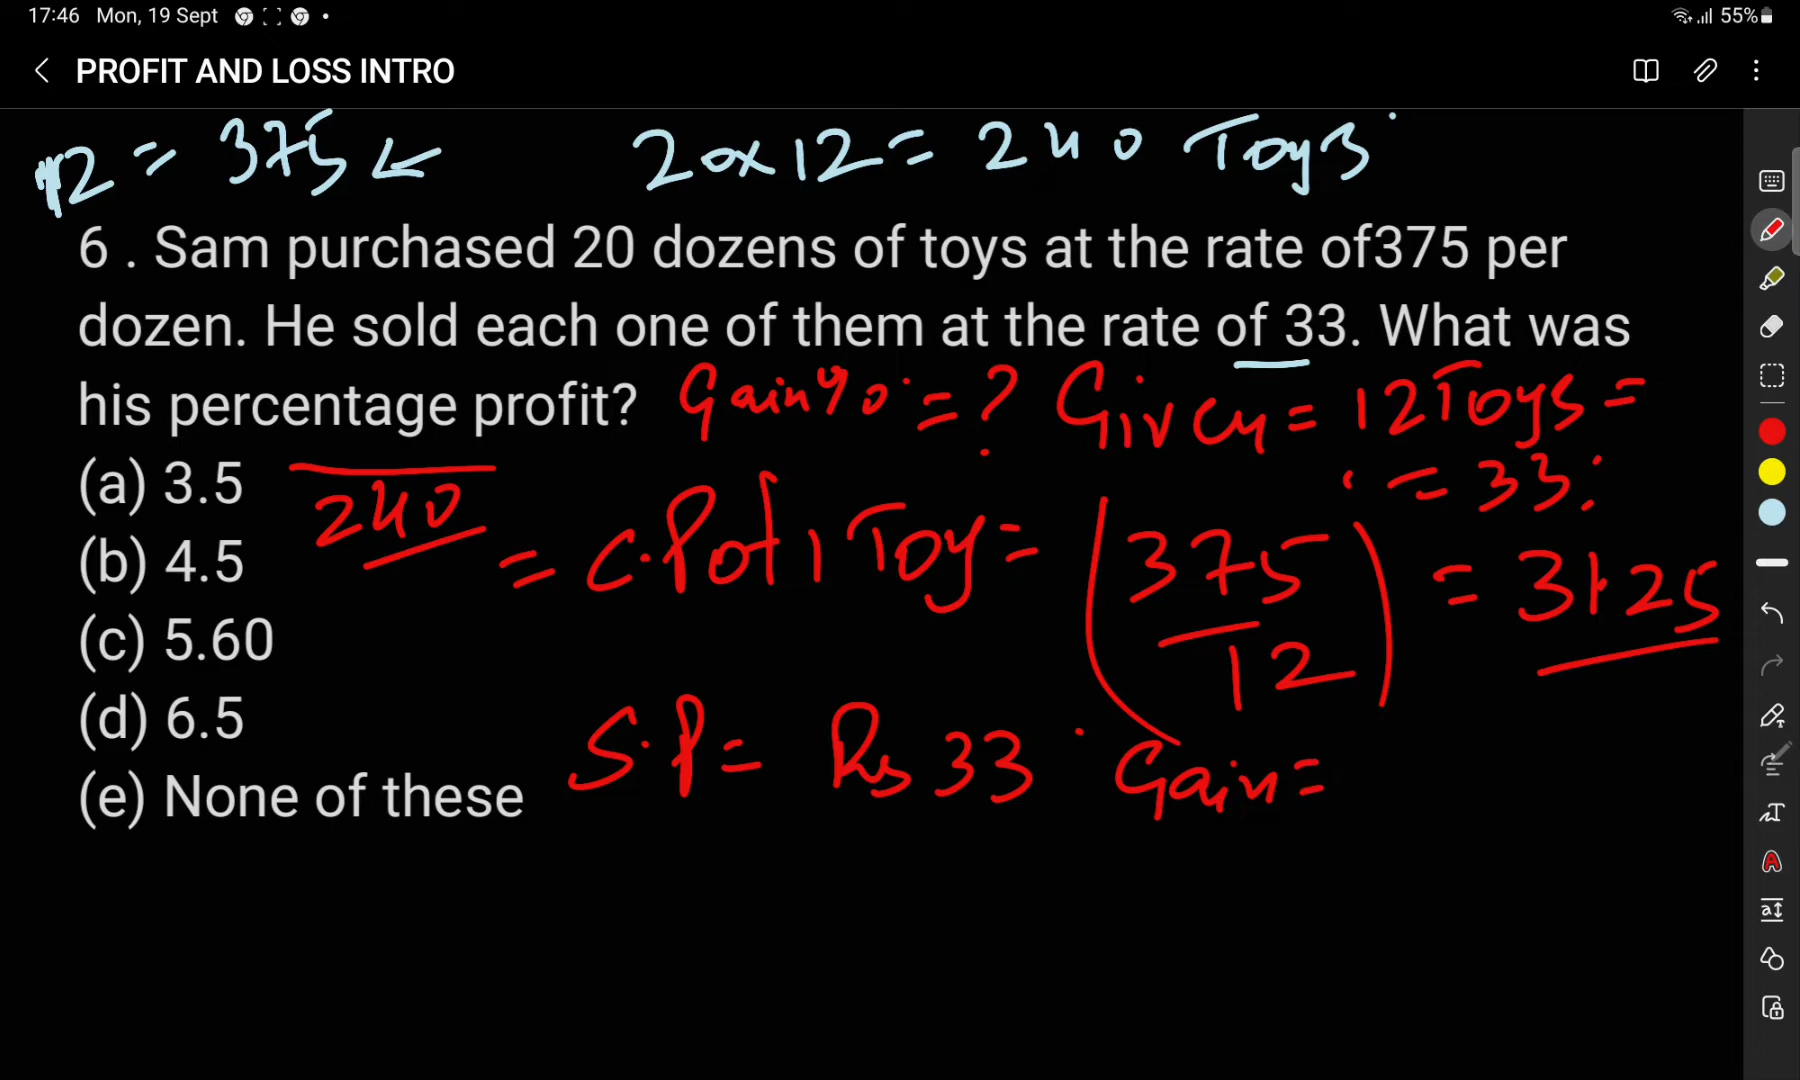 17:46 Mon, 19 Sept 55%
PROFIT AND LOSS INTRO
12 = 375 20x12 = 240 Toys
6 . Sam purchased 20 dozens of toys at the rate of375 per
dozen. He sold each one of them at the rate of 33. What was
his percentage profit? Gain % = ? Given = 12 Toys =
= 33
(a) 3.5
240 = C.P of 1 Toy = (375/12) = 31.25
(b) 4.5
(c) 5.60
(d) 6.5
S.P = Rs 33 Gain =
(e) None of these